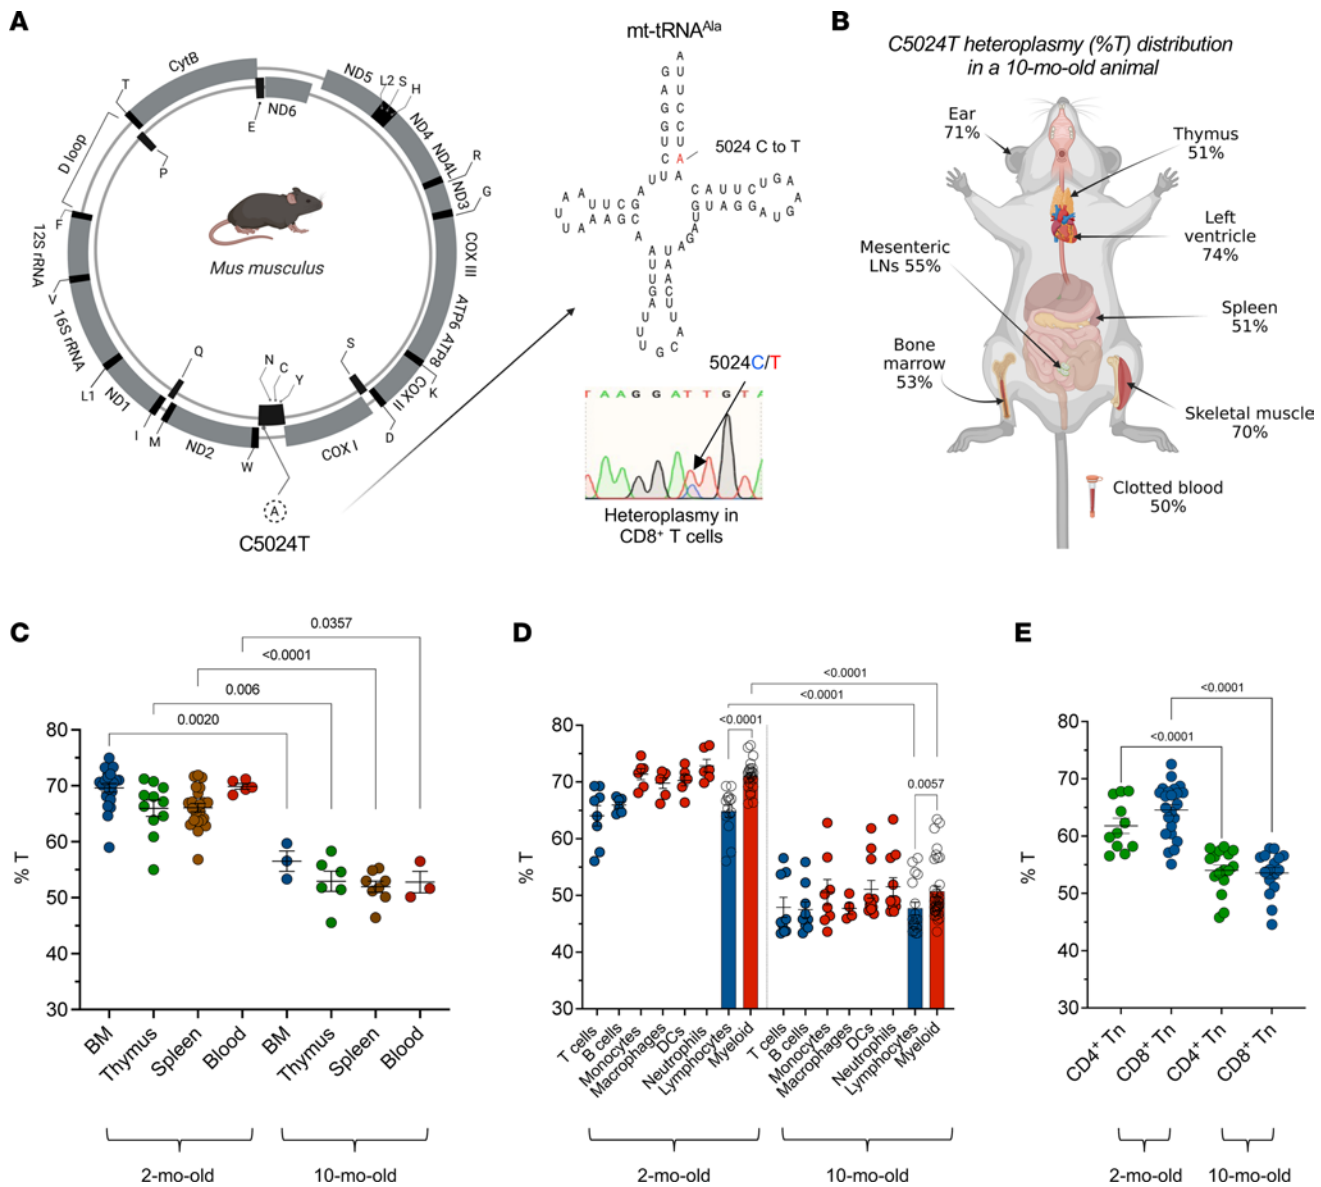 A
CytB
T
D loop
P
E
ND6
ND5
L2
S
H
ND4
ND4L/ND3
R
G
COX III
ATP6 ATP8
K
COX II
D
S
COX I
N
C
Y
W
ND2
Q
M
I
ND1
L1
16S rRNA
V
12S rRNA
F
Mus musculus
A
C5024T
mt-tRNAAla
5024 C to T
5024C/T
T A A G G A T T G T A
Heteroplasmy in
CD8+ T cells
B
C5024T heteroplasmy (%T) distribution
in a 10-mo-old animal
Ear
71%
Thymus
51%
Left
ventricle
74%
Mesenteric
LNs 55%
Spleen
51%
Bone
marrow
53%
Skeletal muscle
70%
Clotted blood
50%
C
0.0357
<0.0001
0.006
0.0020
80
70
60
50
40
30
% T
BM
Thymus
Spleen
Blood
BM
Thymus
Spleen
Blood
2-mo-old
10-mo-old
D
<0.0001
<0.0001
<0.0001
0.0057
80
70
60
50
40
30
% T
T cells
B cells
Monocytes
Macrophages
DCs
Neutrophils
Lymphocytes
Myeloid
T cells
B cells
Monocytes
Macrophages
DCs
Neutrophils
Lymphocytes
Myeloid
2-mo-old
10-mo-old
E
<0.0001
<0.0001
80
70
60
50
40
30
% T
CD4+ Tn
CD8+ Tn
CD4+ Tn
CD8+ Tn
2-mo-old
10-mo-old